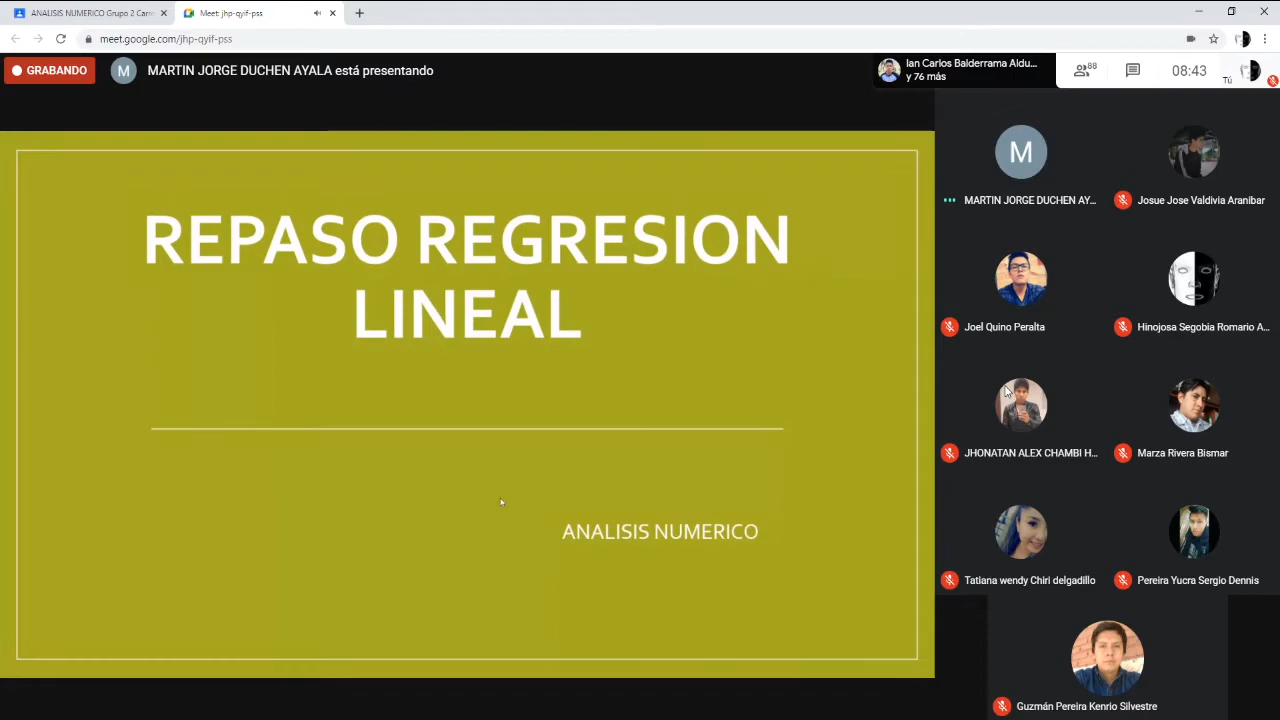 ANALISIS NUMERICO Grupo 2 Carre
Meet: jhp-qyif-pss
meet.google.com/jhp-qyif-pss
GRABANDO
M
MARTIN JORGE DUCHEN AYALA está presentando
Ian Carlos Balderrama Aldu...
y 76 más
88
08:43
Tú
REPASO REGRESION
LINEAL
ANALISIS NUMERICO
M
MARTIN JORGE DUCHEN AY...
Josue Jose Valdivia Aranibar
Joel Quino Peralta
Hinojosa Segobia Romario A...
JHONATAN ALEX CHAMBI H...
Marza Rivera Bismar
Tatiana wendy Chiri delgadillo
Pereira Yucra Sergio Dennis
Guzmán Pereira Kenrio Silvestre